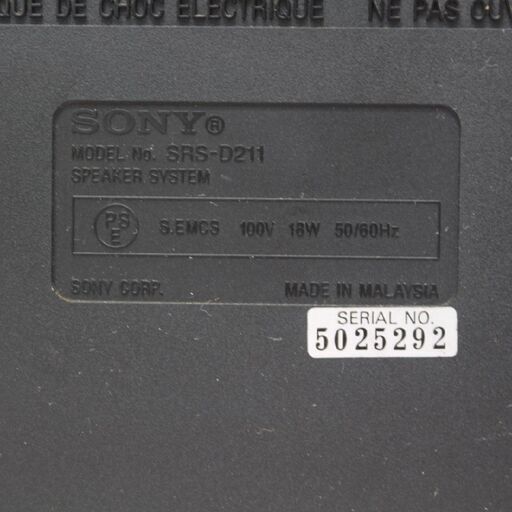 QUE DE CHOC ELECTRIQUE NE PAS OUV
SONY®
MODEL No. SRS-D211
SPEAKER SYSTEM
PSE S.EMCS 100V 18W 50/60Hz
SONY CORP. MADE IN MALAYSIA
SERIAL NO.
5025292